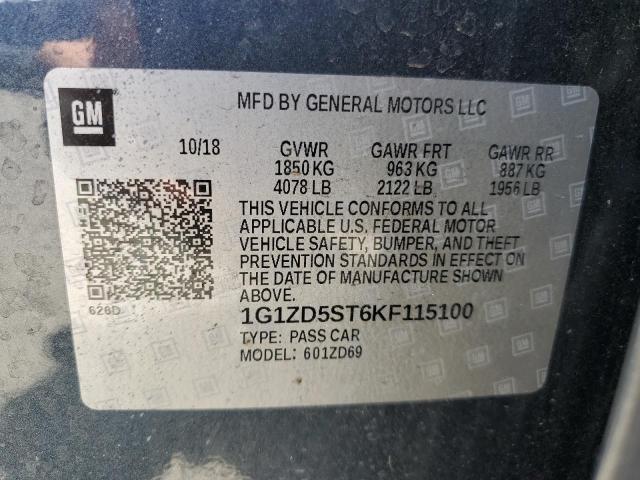 GM
MFD BY GENERAL MOTORS LLC
10/18 GVWR GAWR FRT GAWR RR
1850 KG 963 KG 887 KG
4078 LB 2122 LB 1956 LB
THIS VEHICLE CONFORMS TO ALL
APPLICABLE U.S. FEDERAL MOTOR
VEHICLE SAFETY, BUMPER, AND THEFT
PREVENTION STANDARDS IN EFFECT ON
THE DATE OF MANUFACTURE SHOWN
ABOVE.
628D
1G1ZD5ST6KF115100
TYPE: PASS CAR
MODEL: 601ZD69